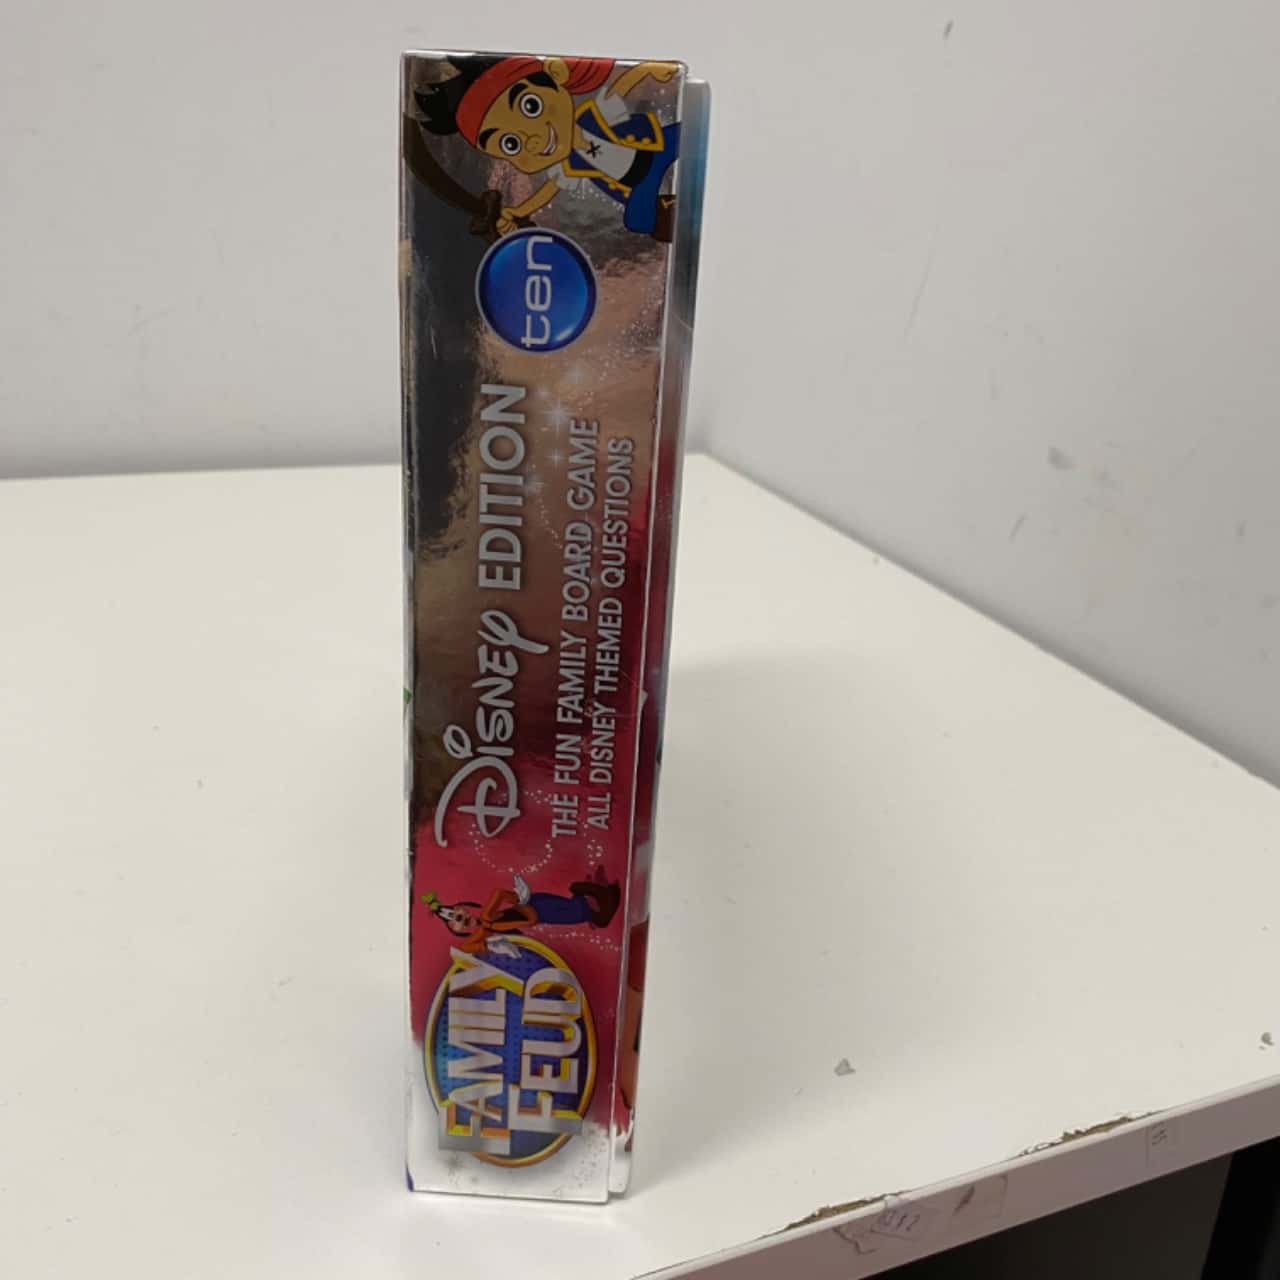 FAMILY
FEUD
Disney EDITION
THE FUN FAMILY BOARD GAME
ALL DISNEY THEMED QUESTIONS
ten